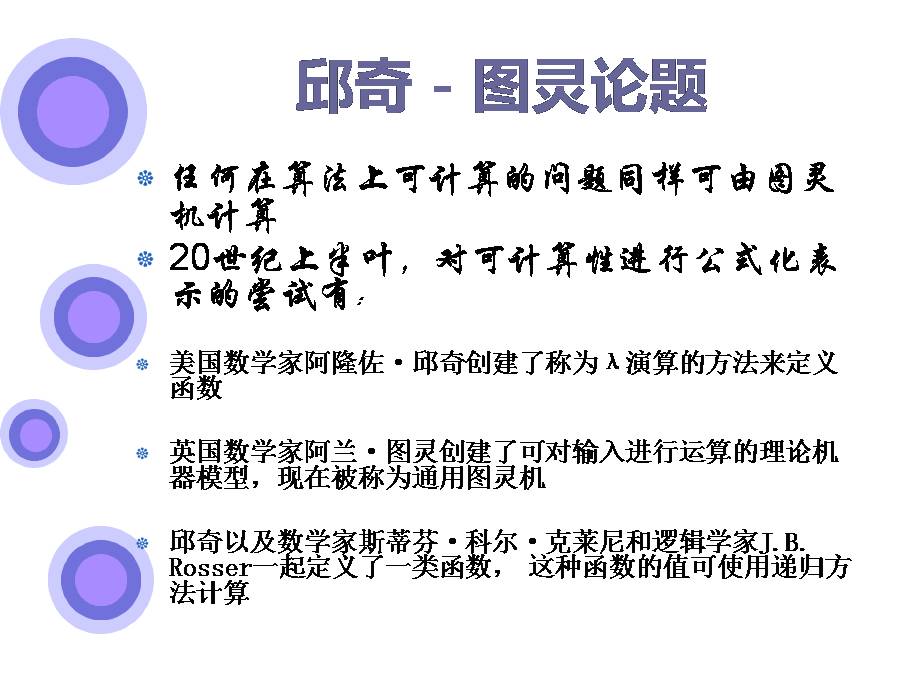 邱奇－图灵论题
任何在算法上可计算的问题同样可由图灵
机计算
20世纪上半叶，对可计算性进行公式化表
示的尝试有：
美国数学家阿隆佐·邱奇创建了称为λ演算的方法来定义
函数
英国数学家阿兰·图灵创建了可对输入进行运算的理论机
器模型，现在被称为通用图灵机
邱奇以及数学家斯蒂芬·科尔·克莱尼和逻辑学家J.B.
Rosser一起定义了一类函数， 这种函数的值可使用递归方
法计算